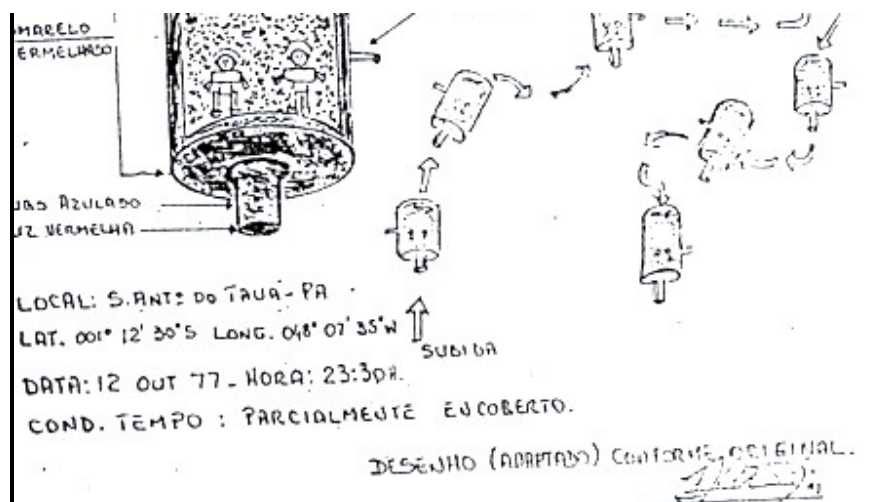 MARELO
ERMELHADO
AZULADO
UZ VERMELHA
LOCAL: S. ANTº DO TAUÁ - PA
LAT. 001° 12' 30"S LONG. 048° 07' 35"W
SUBIDA
DATA: 12 OUT 77 - HORA: 23:30H.
COND. TEMPO : PARCIALMENTE ENCOBERTO.
DESENHO (ADAPTADO) CONFORME ORIGINAL.